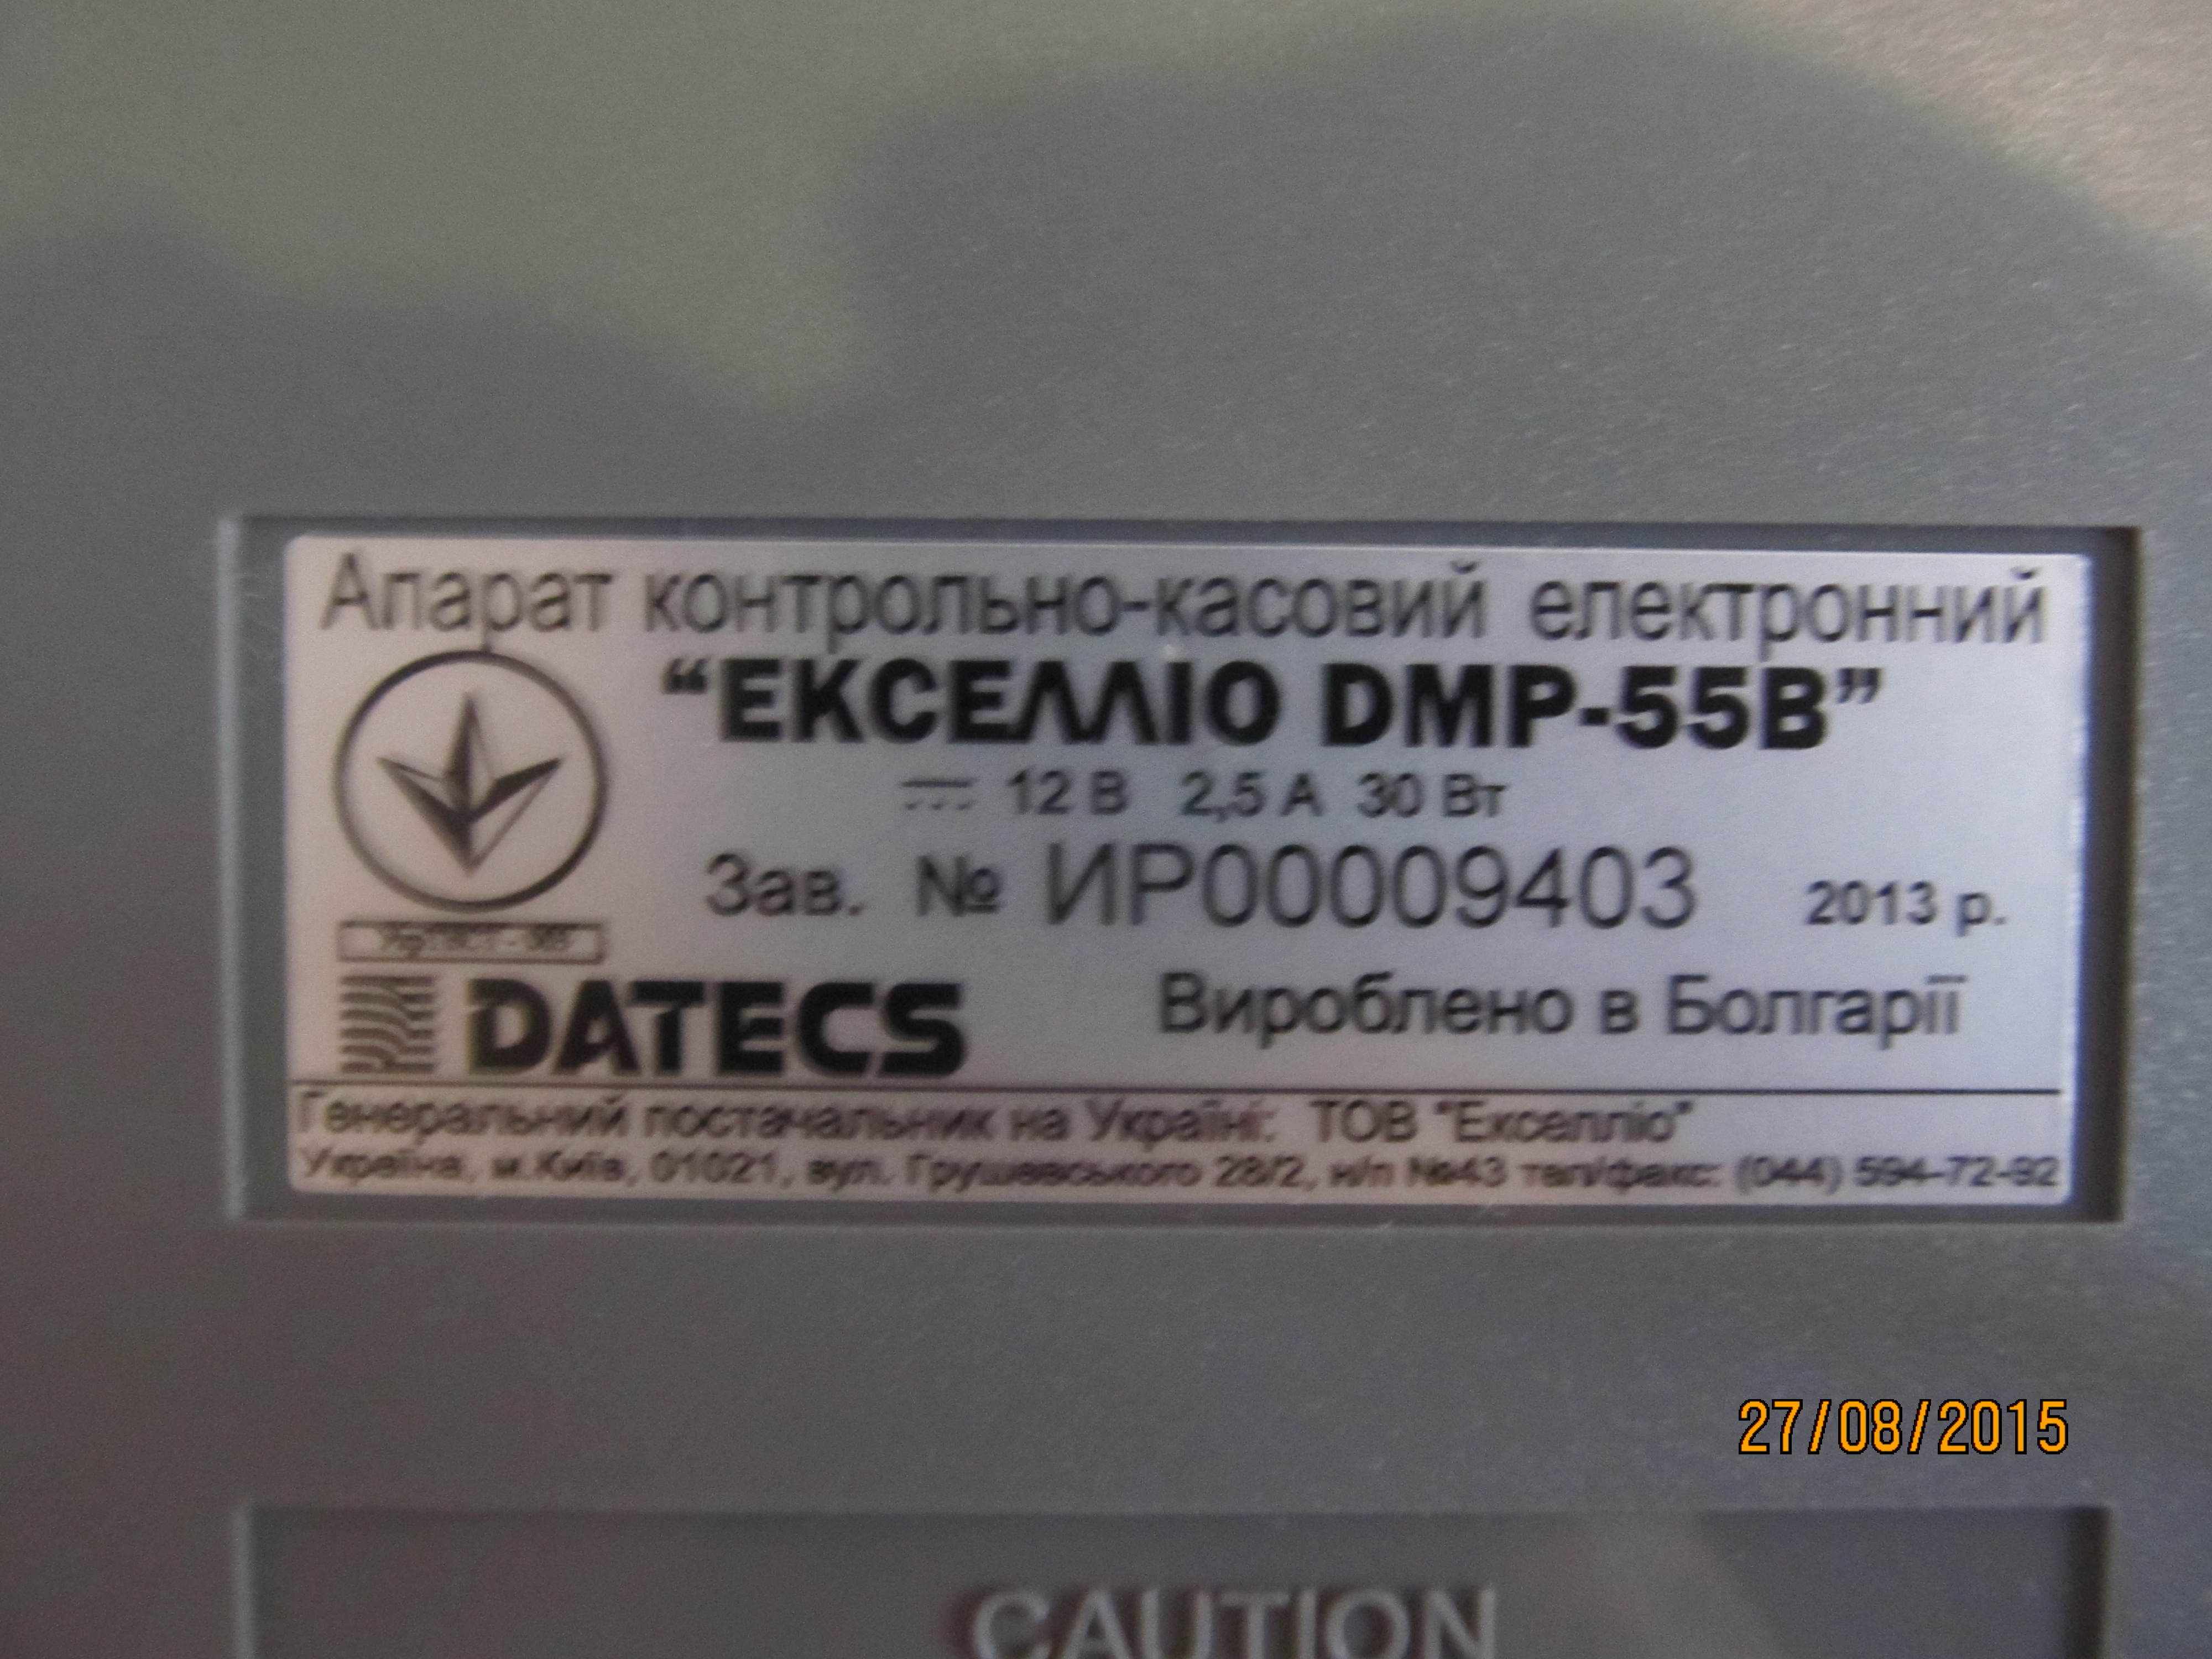 Апарат контрольно-касовий електронний
“ЕКСЕЛЛІО DMP-55B”
12 В 2,5 А 30 Вт
Зав. № ИР00009403 2013 р.
DATECS Вироблено в Болгарії
Генеральний постачальник на Україні: ТОВ "Екселліо"
Україна, м.Київ, 01021, вул. Грушевського 28/2, н/п №43 тел/факс: (044) 594-72-92
27/08/2015
CAUTION